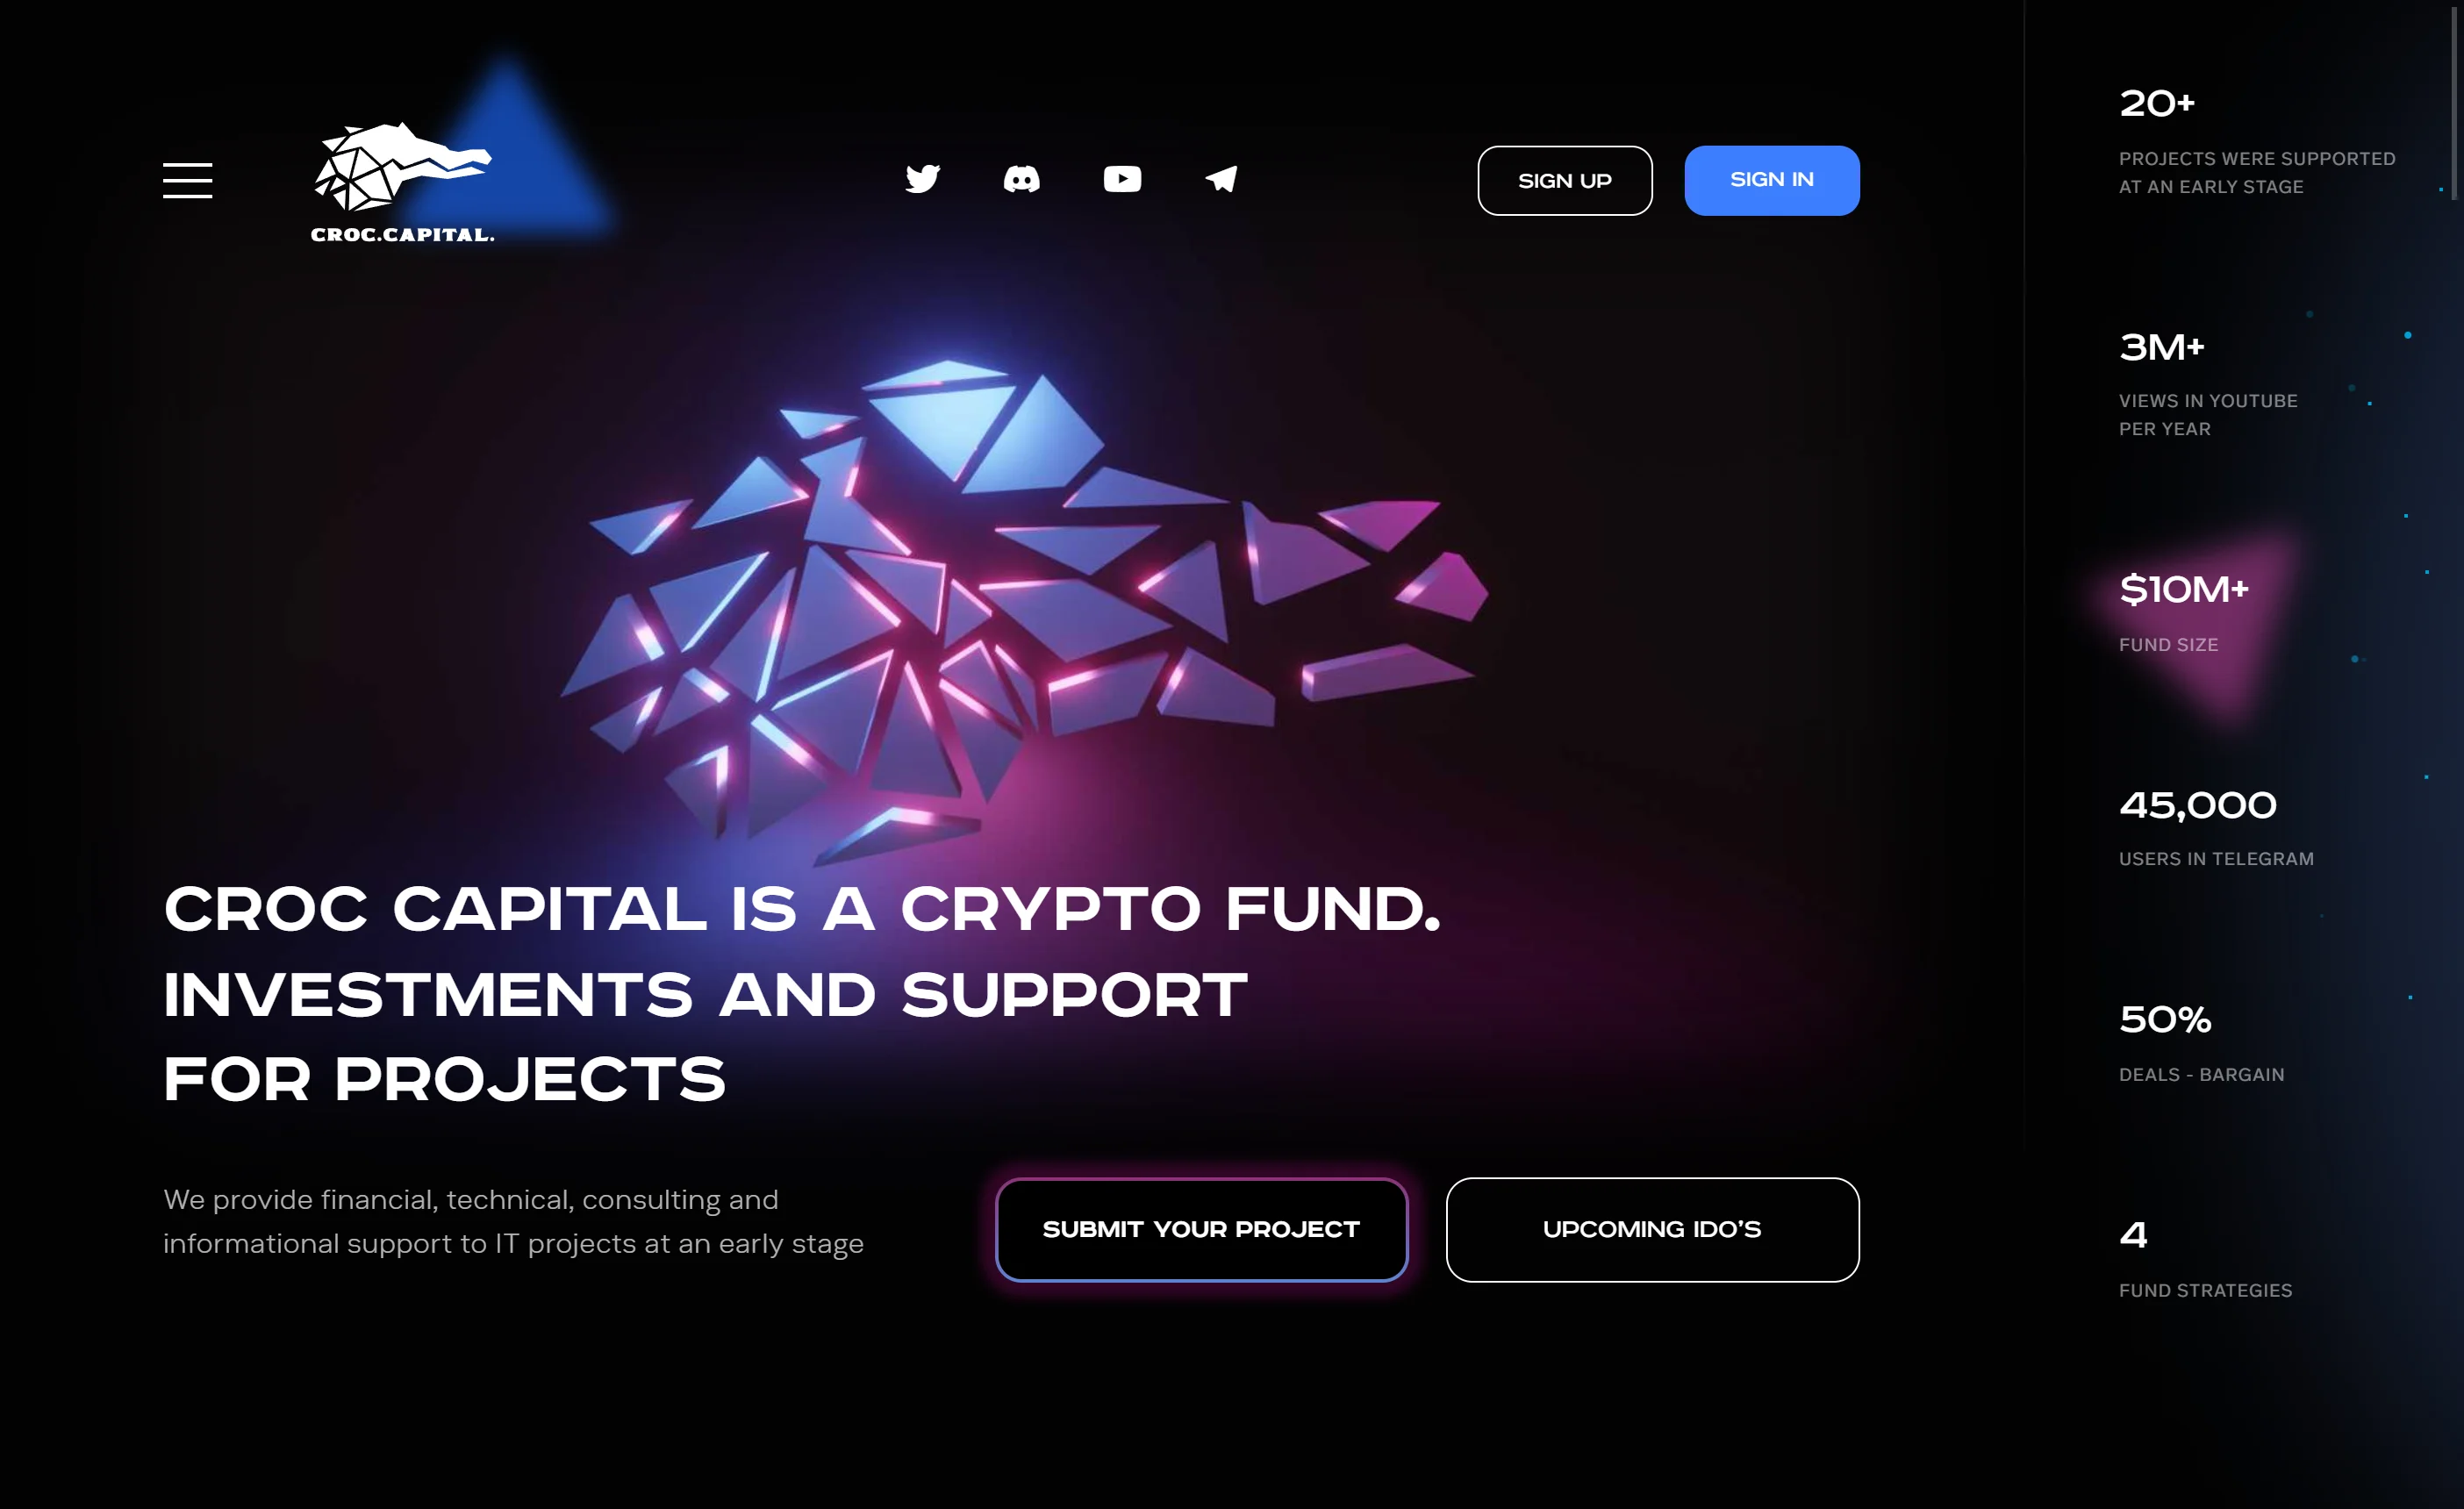 CROC.CAPITAL.
SIGN UP
SIGN IN
CROC CAPITAL IS A CRYPTO FUND.
INVESTMENTS AND SUPPORT
FOR PROJECTS
We provide financial, technical, consulting and
informational support to IT projects at an early stage
SUBMIT YOUR PROJECT
UPCOMING IDO’S
20+
PROJECTS WERE SUPPORTED
AT AN EARLY STAGE
3M+
VIEWS IN YOUTUBE
PER YEAR
$10M+
FUND SIZE
45,000
USERS IN TELEGRAM
50%
DEALS - BARGAIN
4
FUND STRATEGIES